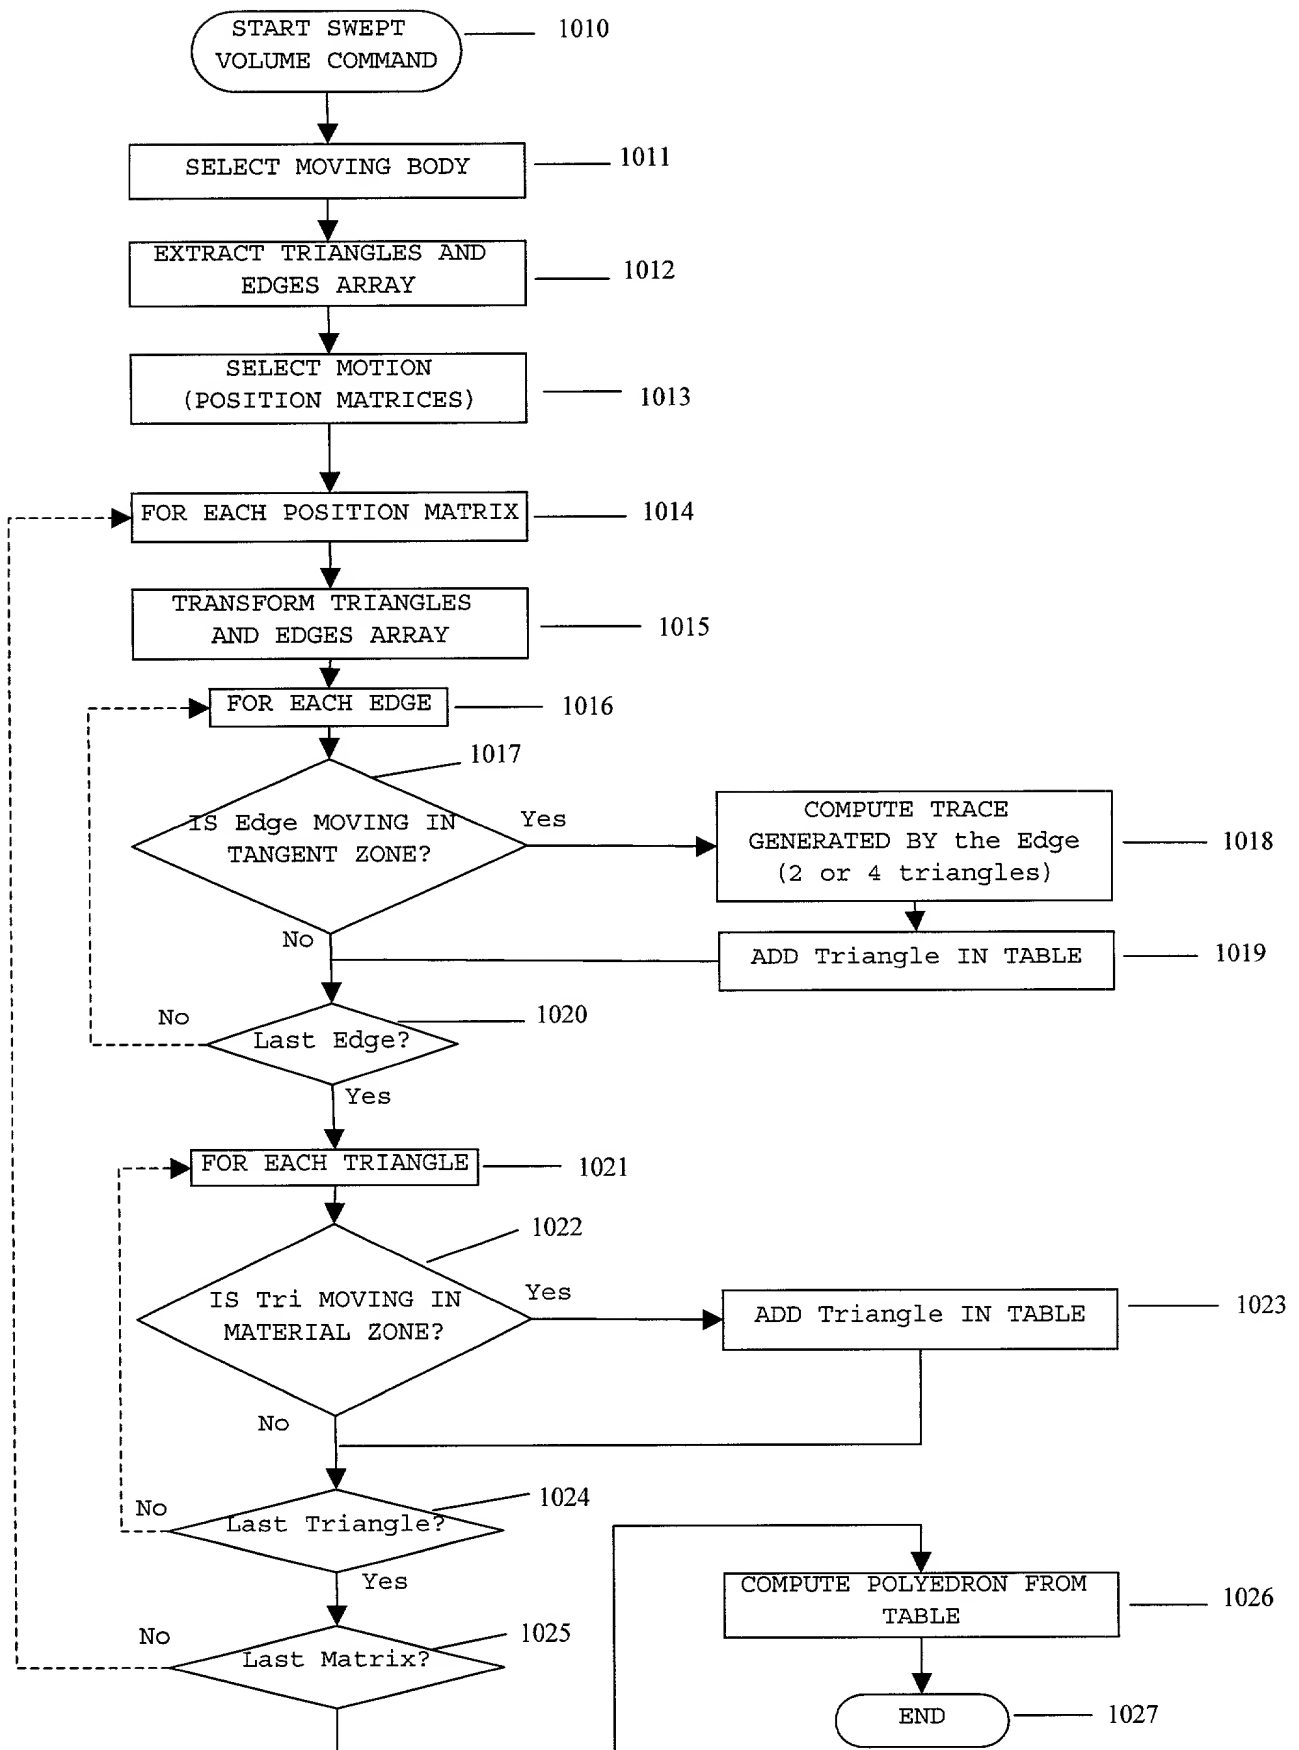 START SWEPT
VOLUME COMMAND
1010
SELECT MOVING BODY
1011
EXTRACT TRIANGLES AND
EDGES ARRAY
1012
SELECT MOTION
(POSITION MATRICES)
1013
FOR EACH POSITION MATRIX
1014
TRANSFORM TRIANGLES
AND EDGES ARRAY
1015
FOR EACH EDGE
1016
1017
IS Edge MOVING IN
TANGENT ZONE?
Yes
COMPUTE TRACE
GENERATED BY the Edge
(2 or 4 triangles)
1018
No
ADD Triangle IN TABLE
1019
No
1020
Last Edge?
Yes
FOR EACH TRIANGLE
1021
1022
IS Tri MOVING IN
MATERIAL ZONE?
Yes
ADD Triangle IN TABLE
1023
No
No
1024
Last Triangle?
Yes
COMPUTE POLYEDRON FROM
TABLE
1026
No
1025
Last Matrix?
END
1027